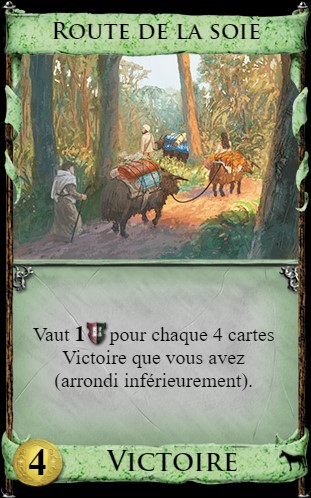 Route de la soie
Vaut 1 pour chaque 4 cartes
Victoire que vous avez
(arrondi inférieurement).
4
Victoire